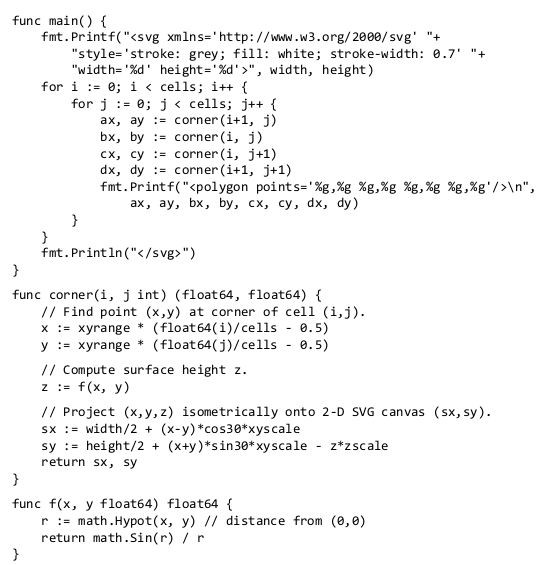 func main() {
    fmt.Printf("<svg xmlns='http://www.w3.org/2000/svg' "+
        "style='stroke: grey; fill: white; stroke-width: 0.7' "+
        "width='%d' height='%d'>", width, height)
    for i := 0; i < cells; i++ {
        for j := 0; j < cells; j++ {
            ax, ay := corner(i+1, j)
            bx, by := corner(i, j)
            cx, cy := corner(i, j+1)
            dx, dy := corner(i+1, j+1)
            fmt.Printf("<polygon points='%g,%g %g,%g %g,%g %g,%g'/>\n",
                ax, ay, bx, by, cx, cy, dx, dy)
        }
    }
    fmt.Println("</svg>")
}
func corner(i, j int) (float64, float64) {
    // Find point (x,y) at corner of cell (i,j).
    x := xyrange * (float64(i)/cells - 0.5)
    y := xyrange * (float64(j)/cells - 0.5)
    // Compute surface height z.
    z := f(x, y)
    // Project (x,y,z) isometrically onto 2-D SVG canvas (sx,sy).
    sx := width/2 + (x-y)*cos30*xyscale
    sy := height/2 + (x+y)*sin30*xyscale - z*zscale
    return sx, sy
}
func f(x, y float64) float64 {
    r := math.Hypot(x, y) // distance from (0,0)
    return math.Sin(r) / r
}